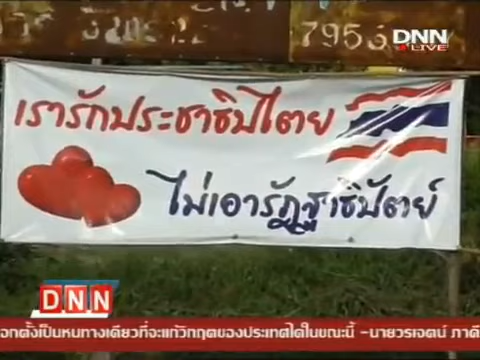 7953
DNN
LIVE
เรารักประชาธิปไตย
ไม่เอารัฏฐาธิปัตย์
DNN
อกตั้งเป็นหนทางเดียวที่จะแก้วิกฤตของประเทศได้ในขณะนี้ -นายวรเจตน์ ภาคี